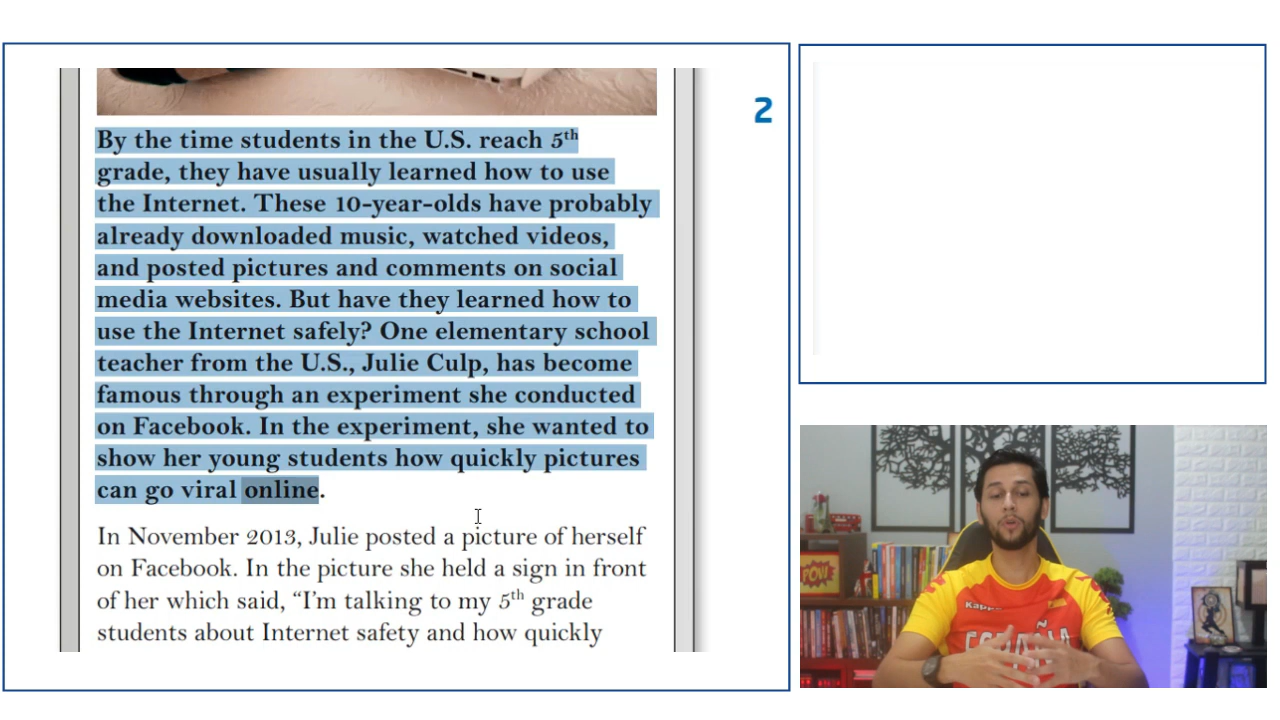 By the time students in the U.S. reach 5th
grade, they have usually learned how to use
the Internet. These 10-year-olds have probably
already downloaded music, watched videos,
and posted pictures and comments on social
media websites. But have they learned how to
use the Internet safely? One elementary school
teacher from the U.S., Julie Culp, has become
famous through an experiment she conducted
on Facebook. In the experiment, she wanted to
show her young students how quickly pictures
can go viral online.
In November 2013, Julie posted a picture of herself
on Facebook. In the picture she held a sign in front
of her which said, “I’m talking to my 5th grade
students about Internet safety and how quickly
2
POW!
Kappa
ESPAÑA